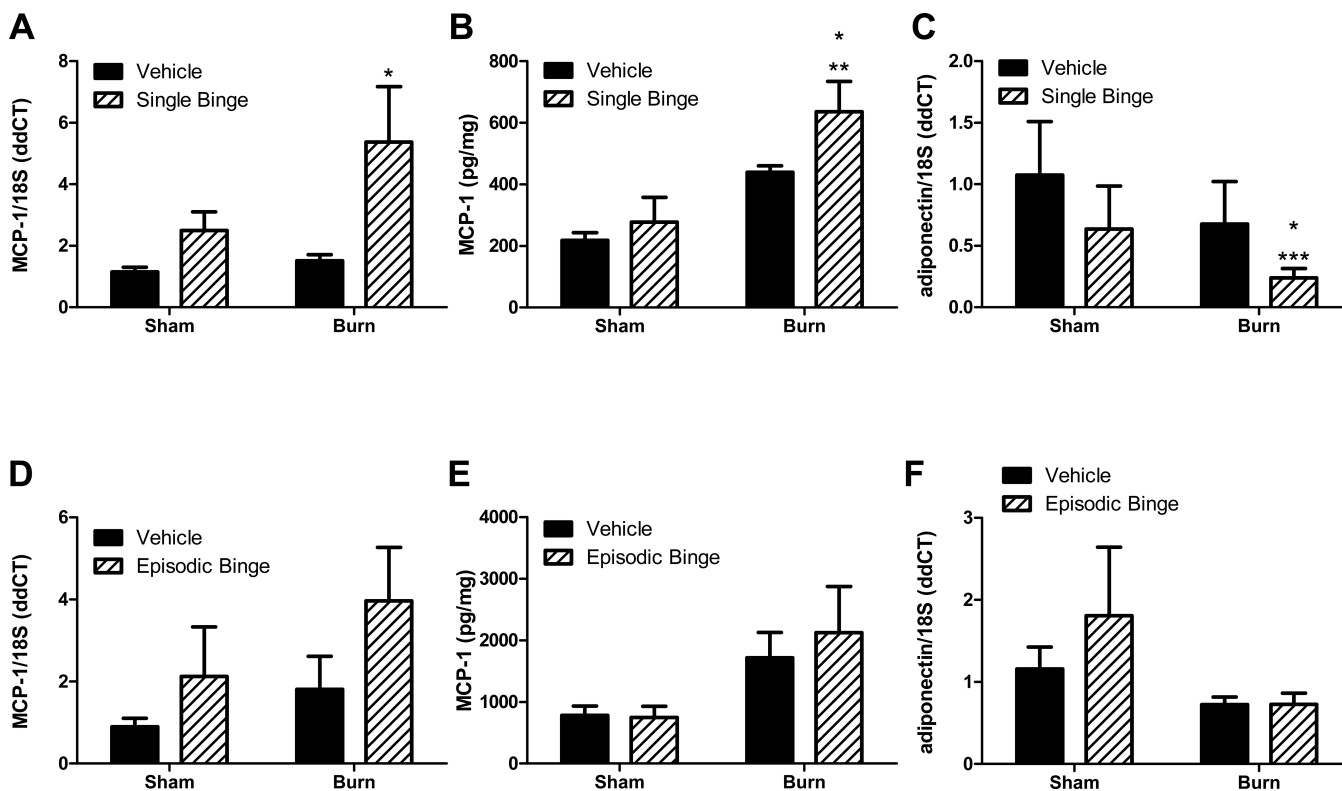 A
MCP-1/18S (ddCT)
8
6
4
2
0
Vehicle
Single Binge
*
Sham
Burn
B
MCP-1 (pg/mg)
800
600
400
200
0
Vehicle
Single Binge
*
**
Sham
Burn
C
adiponectin/18S (ddCT)
2.0
1.5
1.0
0.5
0.0
Vehicle
Single Binge
*
***
Sham
Burn
D
MCP-1/18S (ddCT)
6
4
2
0
Vehicle
Episodic Binge
Sham
Burn
E
MCP-1 (pg/mg)
4000
3000
2000
1000
0
Vehicle
Episodic Binge
Sham
Burn
F
adiponectin/18S (ddCT)
3
2
1
0
Vehicle
Episodic Binge
Sham
Burn